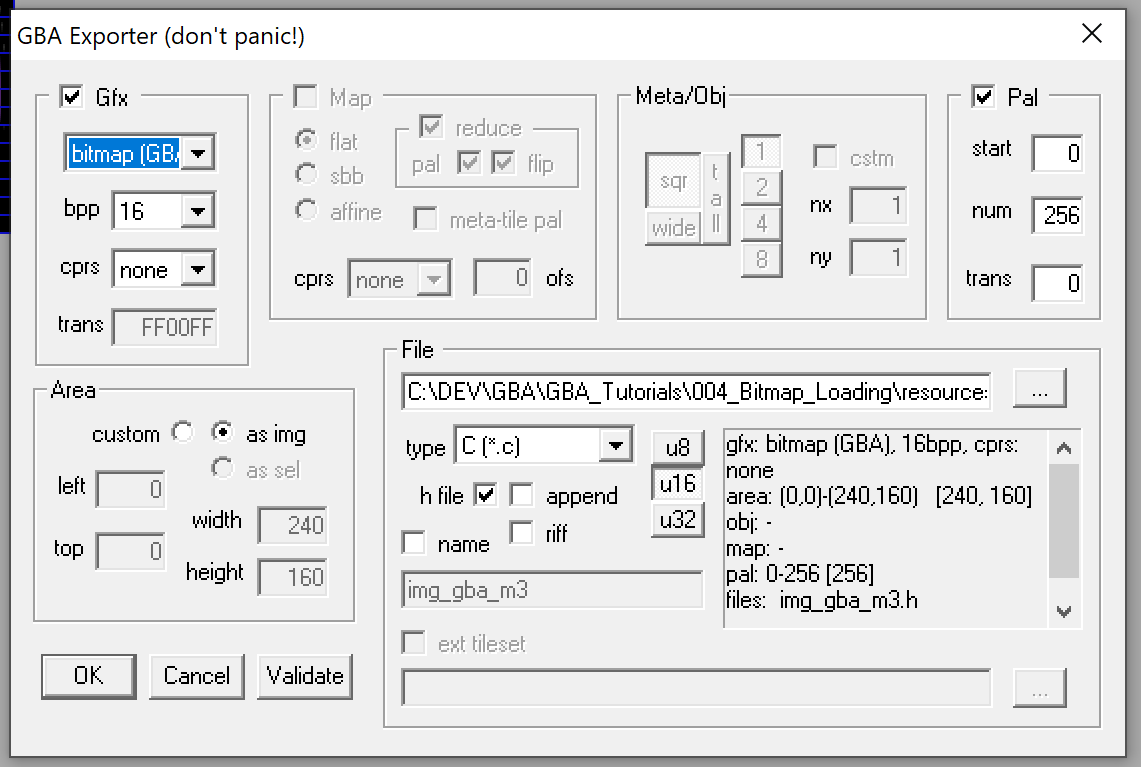 GBA Exporter (don't panic!)
Gfx
bitmap (GB
bpp 16
cprs none
trans FF00FF
Map
flat
sbb
affine
reduce
pal flip
meta-tile pal
cprs none 0 ofs
Meta/Obj
sqr
tall
wide
1
2
4
8
cstm
nx 1
ny 1
Pal
start 0
num 256
trans 0
Area
custom as img
as sel
left 0
top 0
width 240
height 160
OK Cancel Validate
File
C:\DEV\GBA\GBA_Tutorials\004_Bitmap_Loading\resource
...
type C (*.c)
h file append
name riff
img_gba_m3
u8
u16
u32
gfx: bitmap (GBA), 16bpp, cprs:
none
area: (0,0)-(240,160) [240, 160]
obj: -
map: -
pal: 0-256 [256]
files: img_gba_m3.h
ext tileset
...